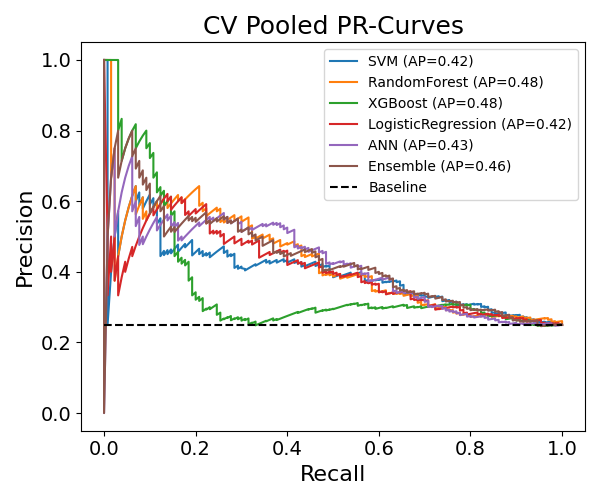 CV Pooled PR-Curves
1.0
0.8
0.6
0.4
0.2
0.0
Precision
SVM (AP=0.42)
RandomForest (AP=0.48)
XGBoost (AP=0.48)
LogisticRegression (AP=0.42)
ANN (AP=0.43)
Ensemble (AP=0.46)
Baseline
0.0 0.2 0.4 0.6 0.8 1.0
Recall